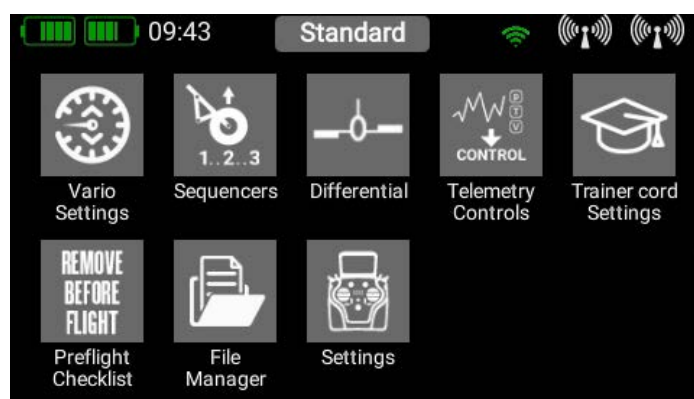 09:43 Standard
1..2..3
P
T
V
CONTROL
Vario
Settings
Sequencers
Differential
Telemetry
Controls
Trainer cord
Settings
REMOVE
BEFORE
FLIGHT
Preflight
Checklist
File
Manager
Settings